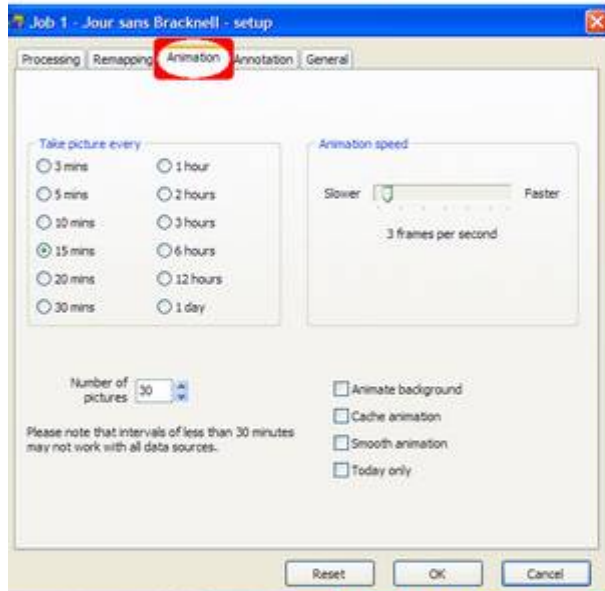 Job 1 - Jour sans Bracknell - setup
Processing Remapping Animation Annotation General
Take picture every
3 mins
5 mins
10 mins
15 mins
20 mins
30 mins
1 hour
2 hours
3 hours
6 hours
12 hours
1 day
Animation speed
Slower Faster
3 frames per second
Number of
pictures
30
Please note that intervals of less than 30 minutes
may not work with all data sources.
Animate background
Cache animation
Smooth animation
Today only
Reset OK Cancel